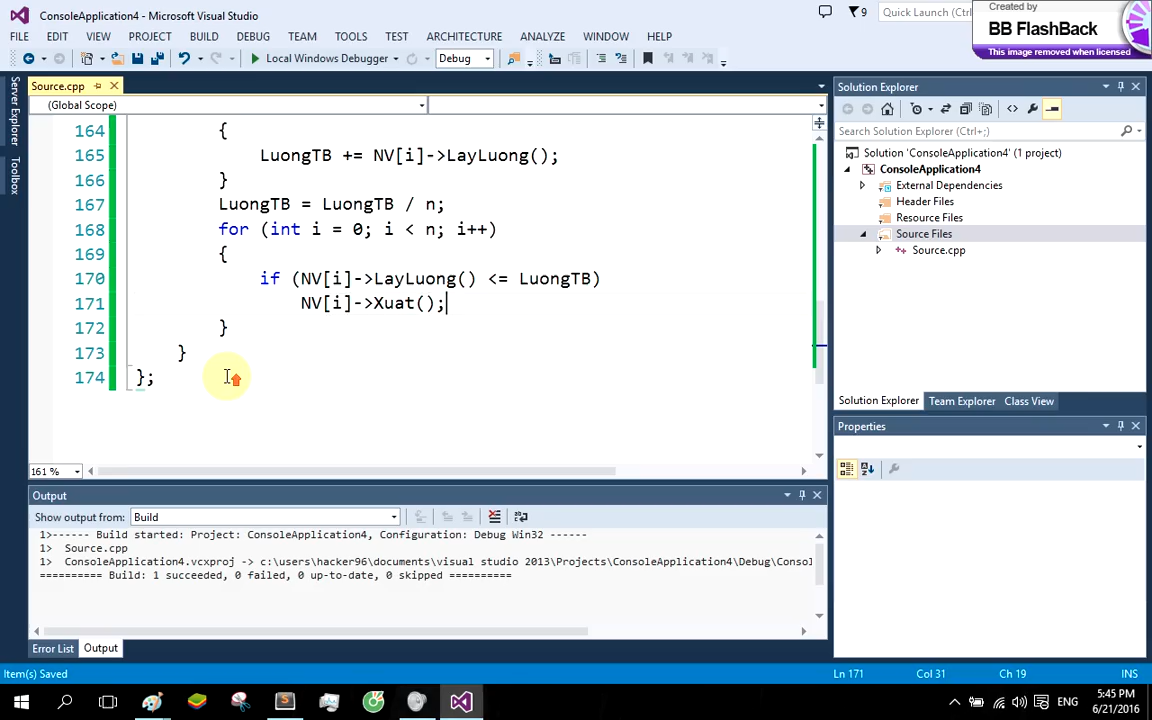 ConsoleApplication4 - Microsoft Visual Studio
9
Quick Launch (Ctrl
Created by
BB FlashBack
This image removed when licensed
FILE EDIT VIEW PROJECT BUILD DEBUG TEAM TOOLS TEST ARCHITECTURE ANALYZE WINDOW HELP
Local Windows Debugger
Debug
Server Explorer
Toolbox
Source.cpp
(Global Scope)
164 {
165 LuongTB += NV[i]->LayLuong();
166 }
167 LuongTB = LuongTB / n;
168 for (int i = 0; i < n; i++)
169 {
170 if (NV[i]->LayLuong() <= LuongTB)
171 NV[i]->Xuat();
172 }
173 }
174 };
161 %
Solution Explorer
Search Solution Explorer (Ctrl+;)
Solution 'ConsoleApplication4' (1 project)
ConsoleApplication4
External Dependencies
Header Files
Resource Files
Source Files
Source.cpp
Solution Explorer Team Explorer Class View
Properties
Output
Show output from: Build
1>------ Build started: Project: ConsoleApplication4, Configuration: Debug Win32 ------
1> Source.cpp
1> ConsoleApplication4.vcxproj -> c:\users\hacker96\documents\visual studio 2013\Projects\ConsoleApplication4\Debug\Consol
========== Build: 1 succeeded, 0 failed, 0 up-to-date, 0 skipped ==========
Error List Output
Item(s) Saved
Ln 171 Col 31 Ch 19 INS
ENG
5:45 PM
6/21/2016